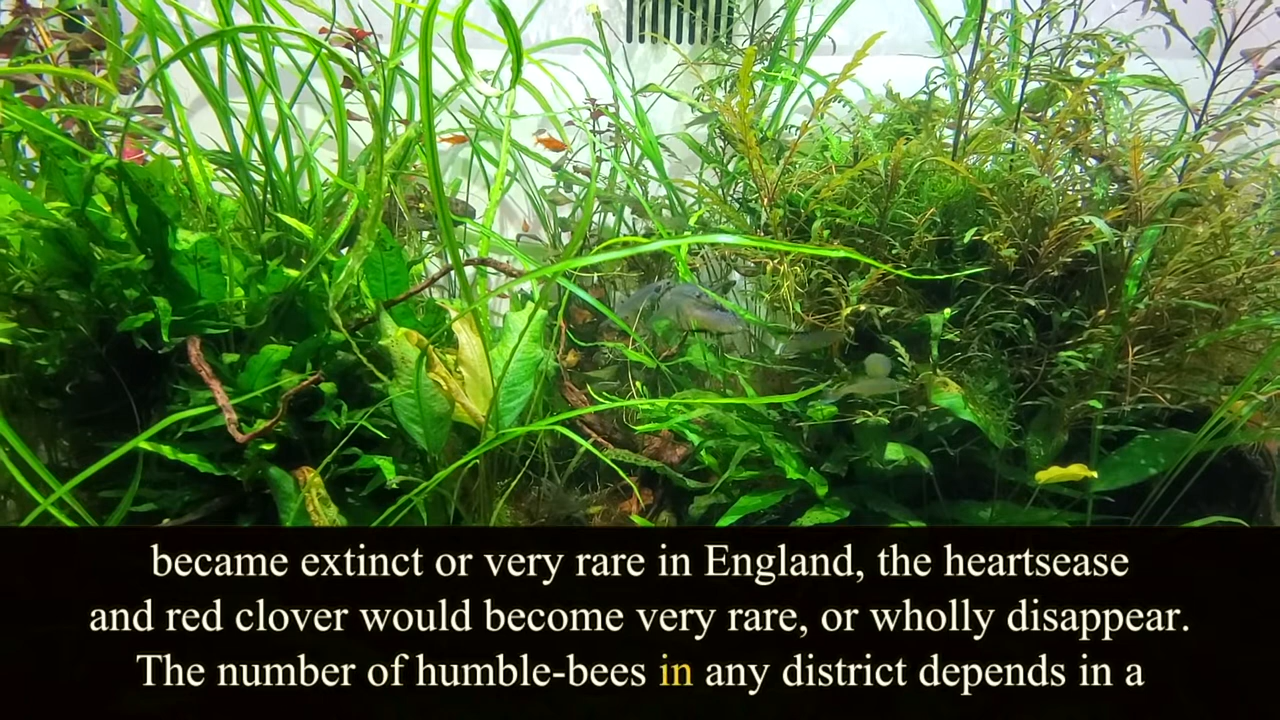 became extinct or very rare in England, the heartsease
and red clover would become very rare, or wholly disappear.
The number of humble-bees in any district depends in a